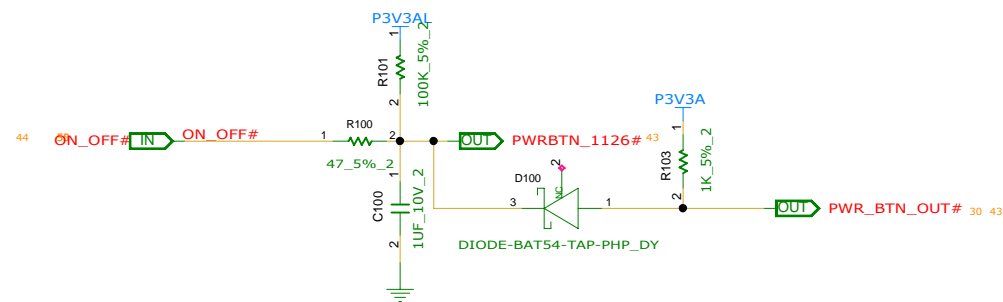 P3V3AL
1
R101
100K_5%_2
2
P3V3A
44
ON_OFF#
IN
ON_OFF#
1
R100
2
47_5%_2
OUT
PWRBTN_1126#
43
1
R103
1K_5%_2
2
1
C100
1UF_10V_2
2
D100
2
NC
3
1
DIODE-BAT54-TAP-PHP_DY
OUT
PWR_BTN_OUT#
30 43